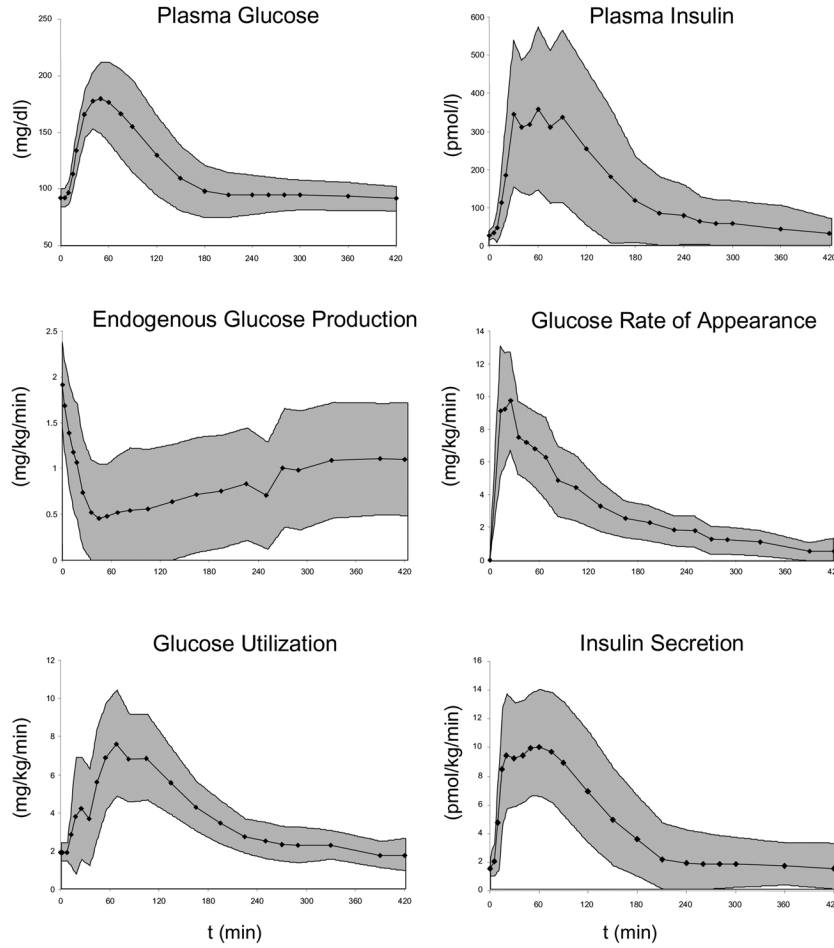 Plasma Glucose
(mg/dl)
250
200
150
100
50
0 60 120 180 240 300 360 420
Plasma Insulin
(pmol/l)
600
500
400
300
200
100
0
0 60 120 180 240 300 360 420
Endogenous Glucose Production
(mg/kg/min)
2.5
2
1.5
1
0.5
0
0 60 120 180 240 300 360 420
Glucose Rate of Appearance
(mg/kg/min)
14
12
10
8
6
4
2
0
0 60 120 180 240 300 360 420
Glucose Utilization
(mg/kg/min)
12
10
8
6
4
2
0
0 60 120 180 240 300 360 420
t (min)
Insulin Secretion
(pmol/kg/min)
16
14
12
10
8
6
4
2
0
0 60 120 180 240 300 360 420
t (min)